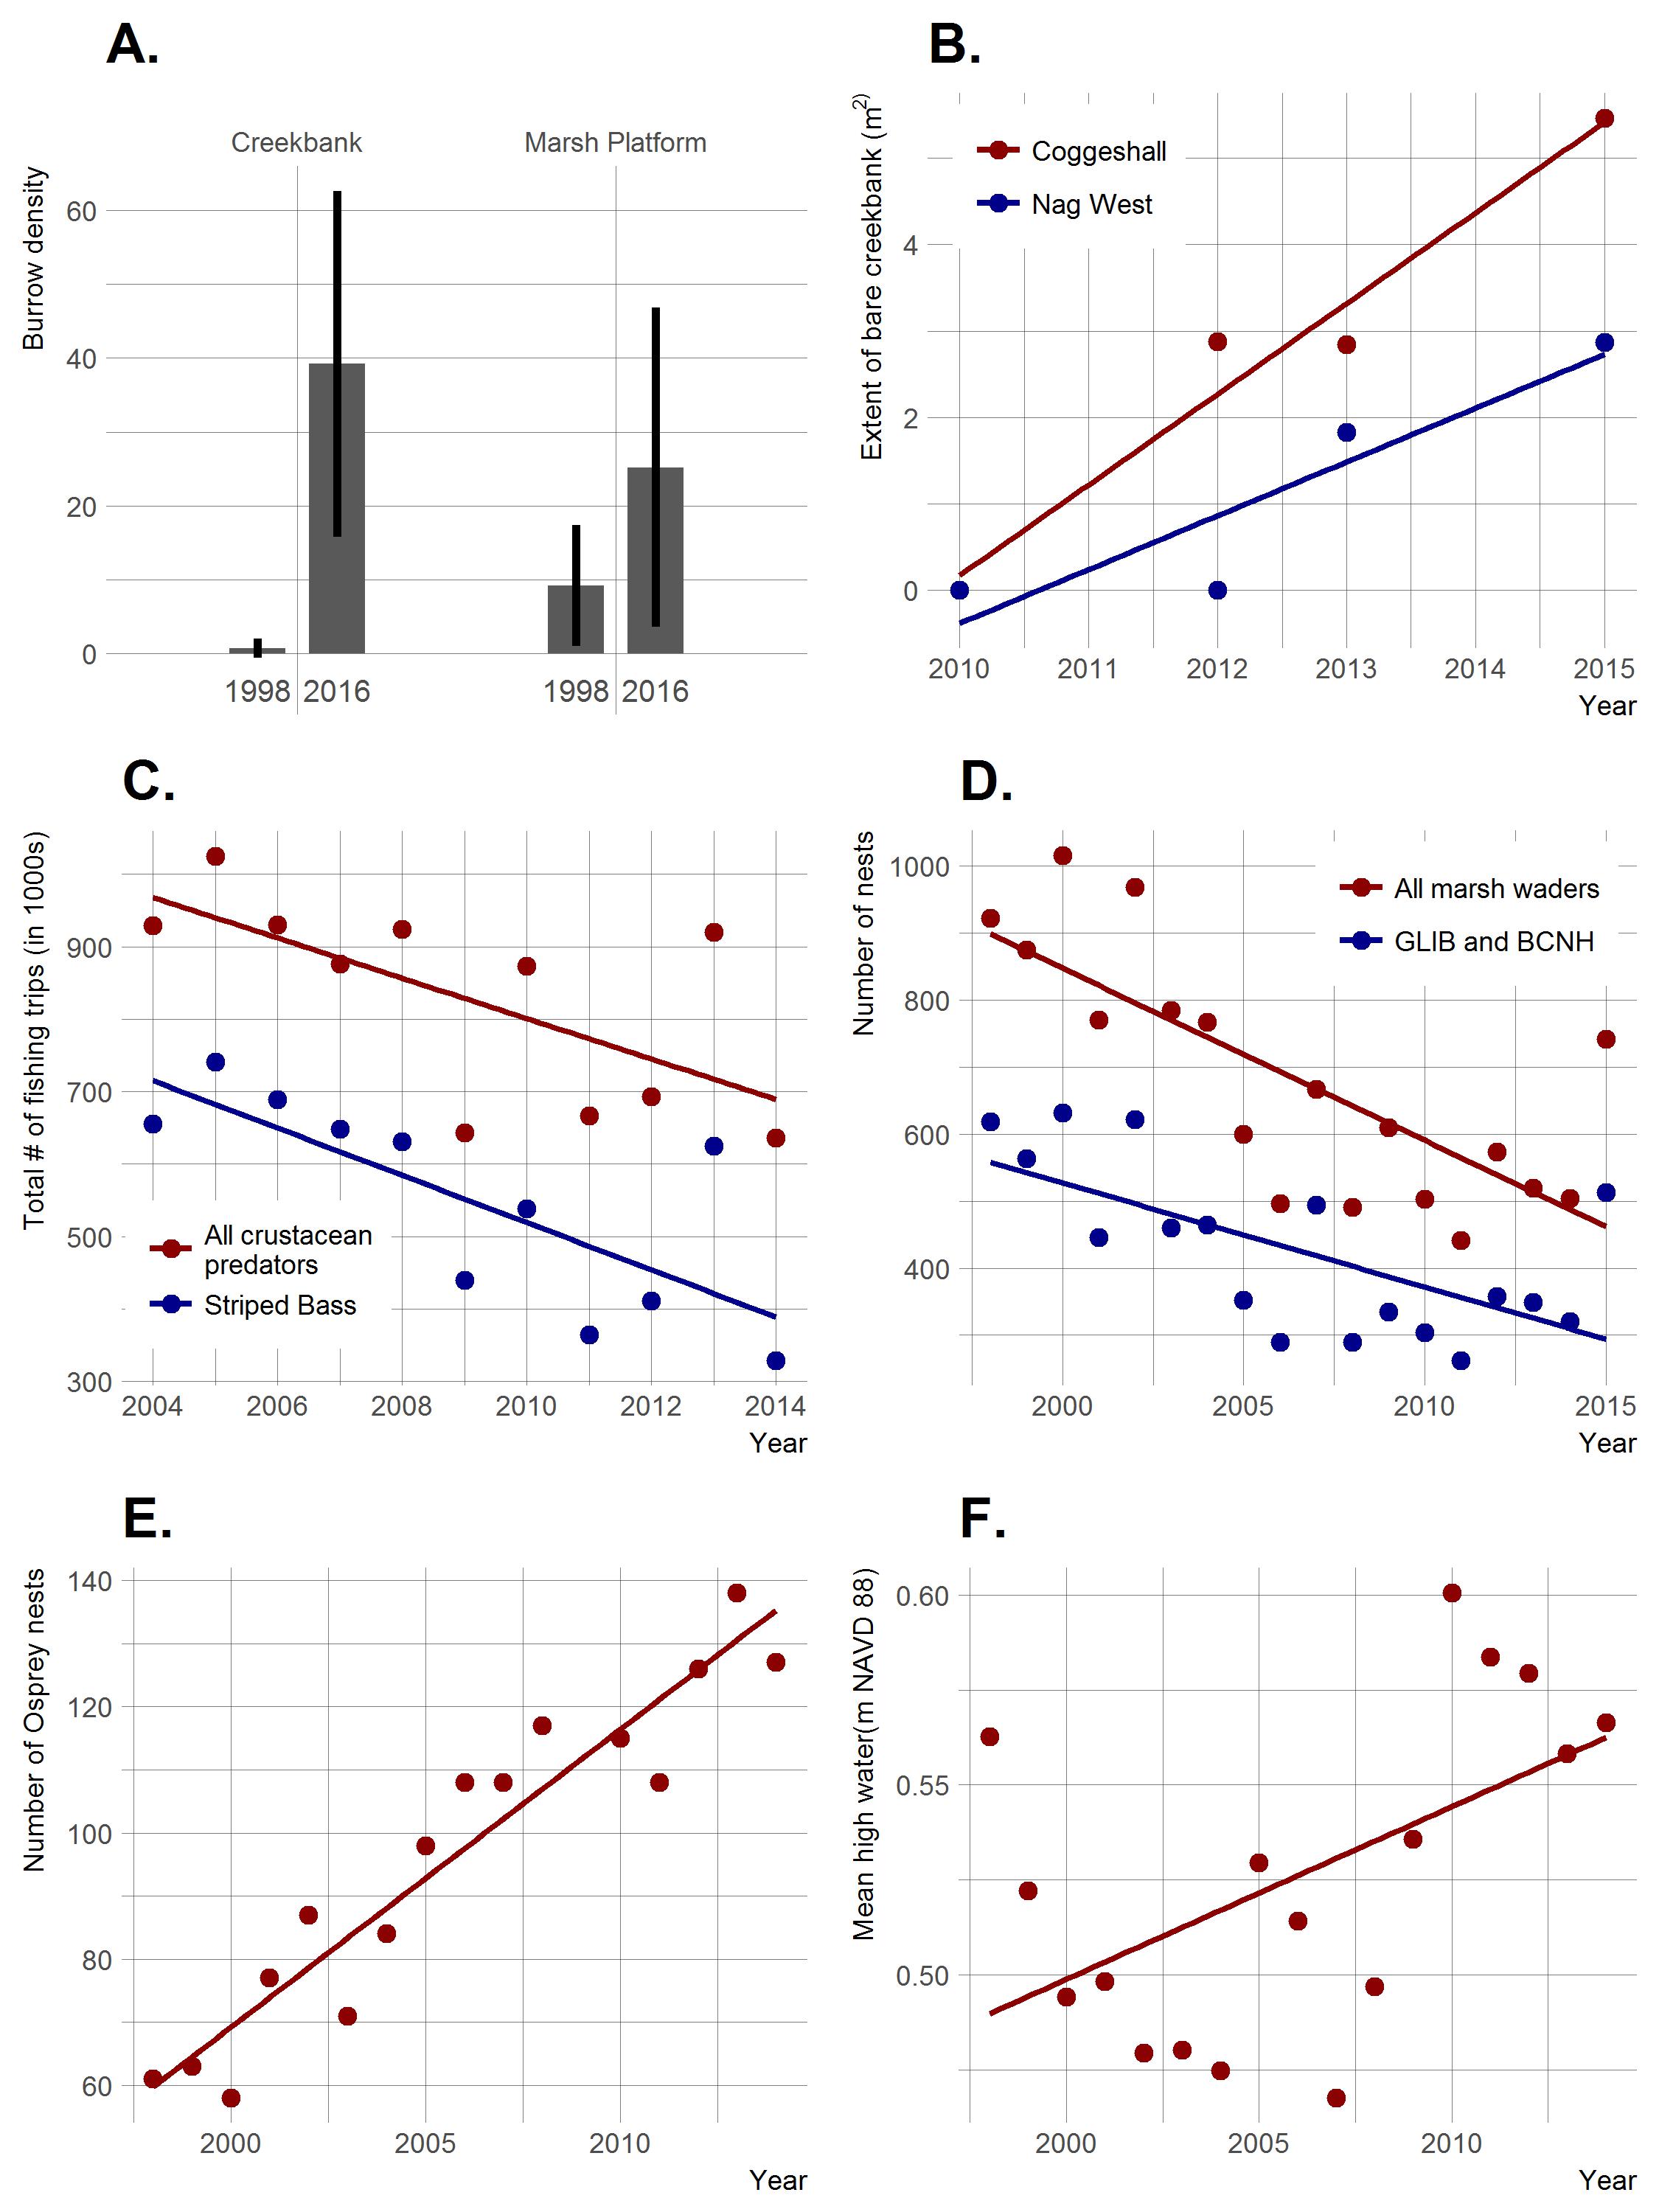 A.
Creekbank
Marsh Platform
Burrow density
60
40
20
0
1998
2016
1998
2016
B.
Extent of bare creekbank (m2)
Coggeshall
Nag West
4
2
0
2010
2011
2012
2013
2014
2015
Year
C.
Total # of fishing trips (in 1000s)
900
700
500
300
All crustacean
predators
Striped Bass
2004
2006
2008
2010
2012
2014
Year
D.
Number of nests
1000
800
600
400
All marsh waders
GLIB and BCNH
2000
2005
2010
2015
Year
E.
Number of Osprey nests
140
120
100
80
60
2000
2005
2010
Year
F.
Mean high water(m NAVD 88)
0.60
0.55
0.50
2000
2005
2010
Year